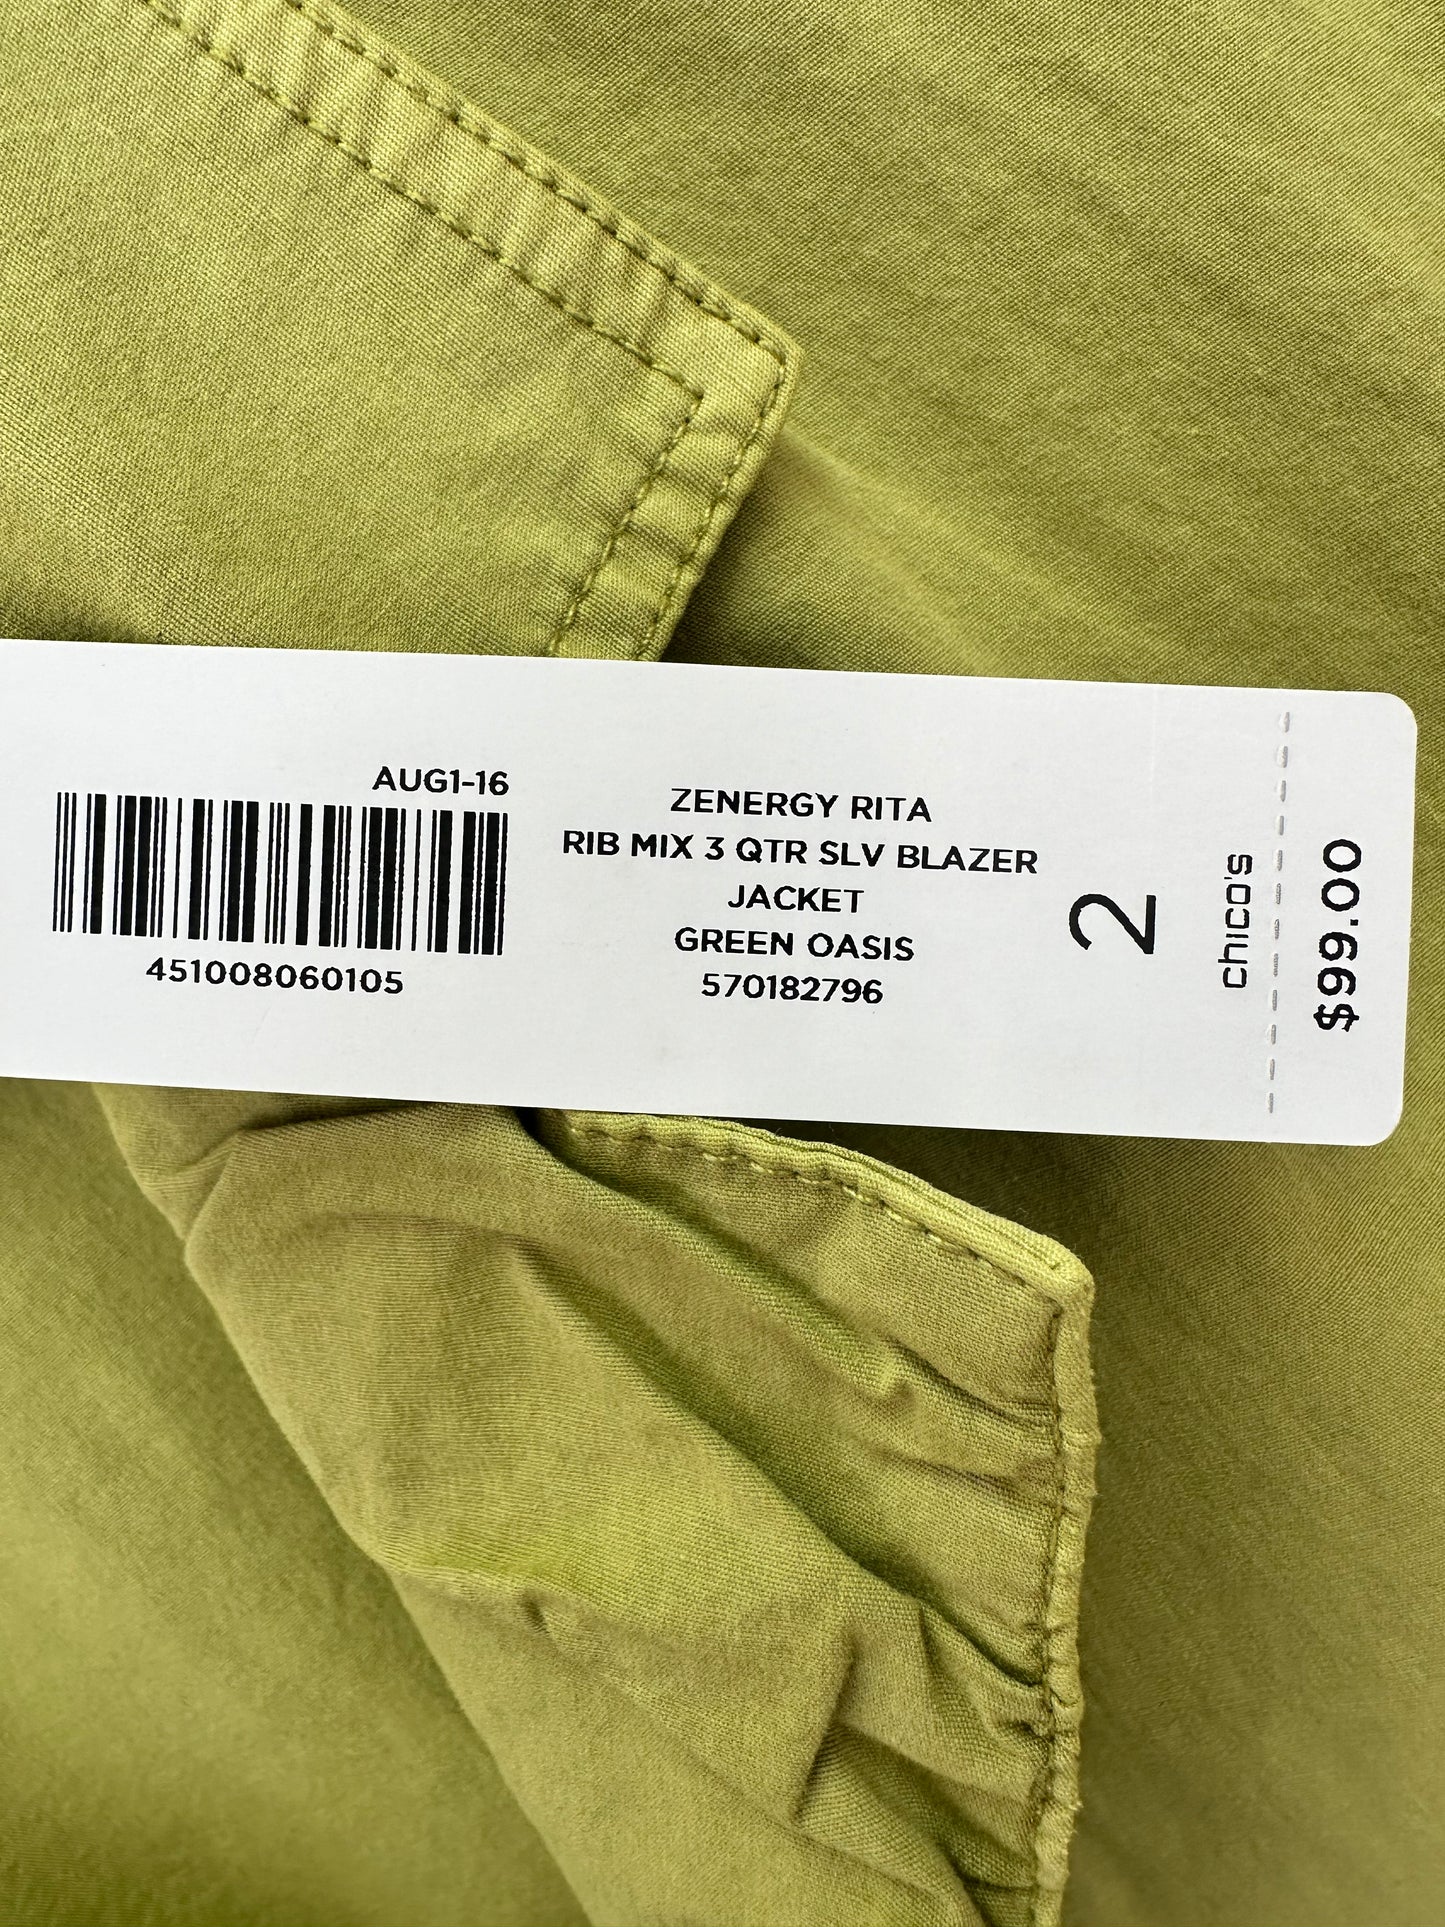 AUG1-16
451008060105
ZENERGY RITA
RIB MIX 3 QTR SLV BLAZER
JACKET
GREEN OASIS
570182796
2
chico's
$99.00